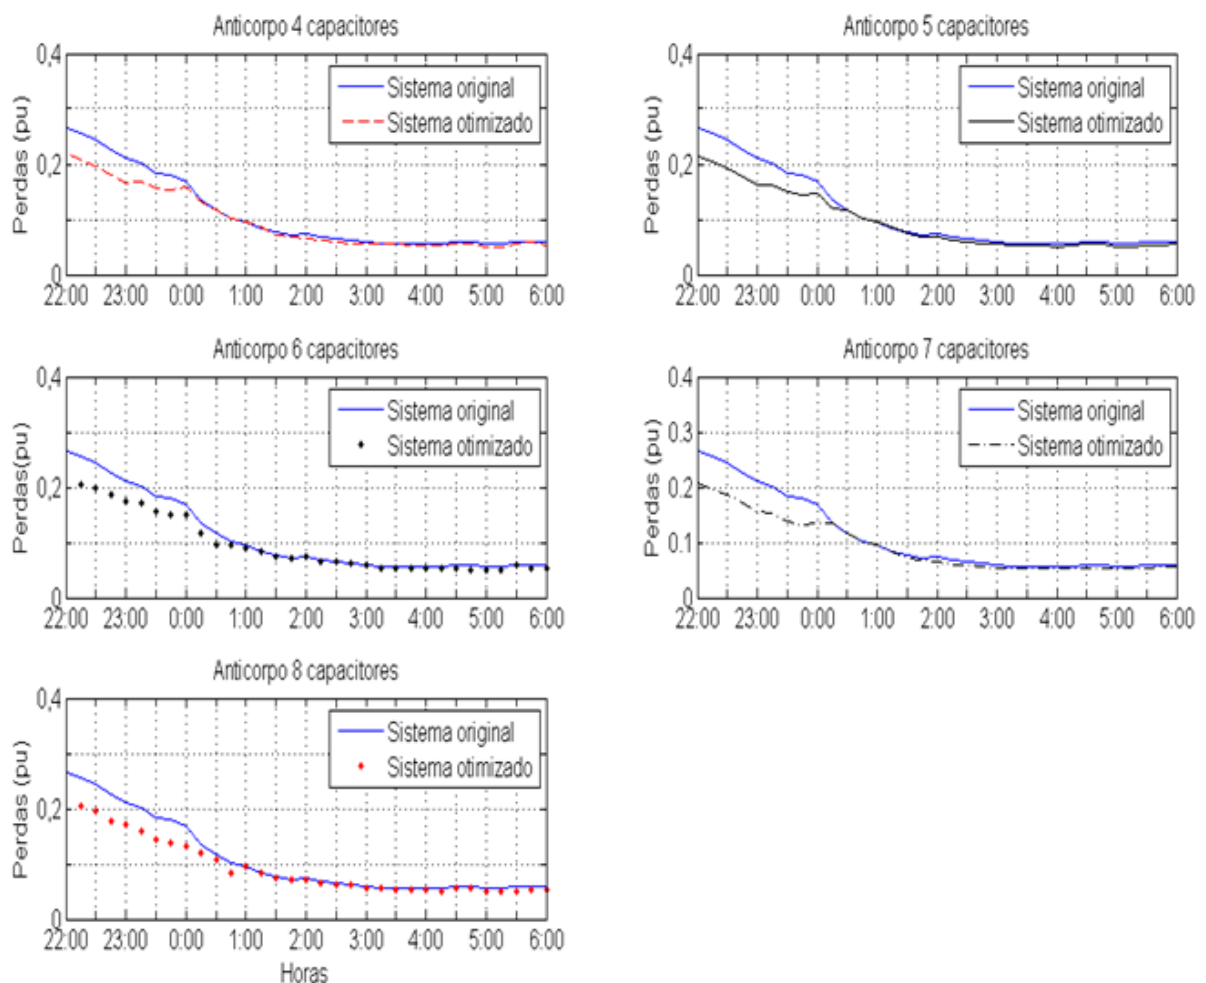 Anticorpo 4 capacitores
0,4
0,2
0
Perdas (pu)
Sistema original
Sistema otimizado
22:00 23:00 0:00 1:00 2:00 3:00 4:00 5:00 6:00
Anticorpo 5 capacitores
0,4
0,2
0
Perdas (pu)
Sistema original
Sistema otimizado
22:00 23:00 0:00 1:00 2:00 3:00 4:00 5:00 6:00
Anticorpo 6 capacitores
0,4
0,2
0
Perdas(pu)
Sistema original
Sistema otimizado
22:00 23:00 0:00 1:00 2:00 3:00 4:00 5:00 6:00
Anticorpo 7 capacitores
0,4
0.3
0.2
0.1
0
Perdas (pu)
Sistema original
Sistema otimizado
22:00 23:00 0:00 1:00 2:00 3:00 4:00 5:00 6:00
Anticorpo 8 capacitores
0,4
0,2
0
Perdas (pu)
Sistema original
Sistema otimizado
22:00 23:00 0:00 1:00 2:00 3:00 4:00 5:00 6:00
Horas